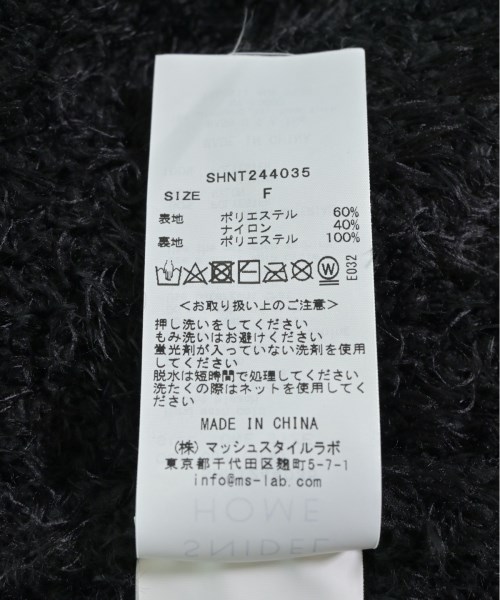 SHNT244035
SIZE F
表地 ポリエステル 60%
ナイロン 40%
裏地 ポリエステル 100%
W
E032
<お取り扱い上のご注意>
押し洗いをしてください
もみ洗いはお避けください
蛍光剤が入っていない洗剤を使用
してください
脱水は短時間で処理してください
洗たくの際はネットを使用してくだ
さい
MADE IN CHINA
(株) マッシュスタイルラボ
東京都千代田区麹町5-7-1
info@ms-lab.com
HOME
SNIDEL